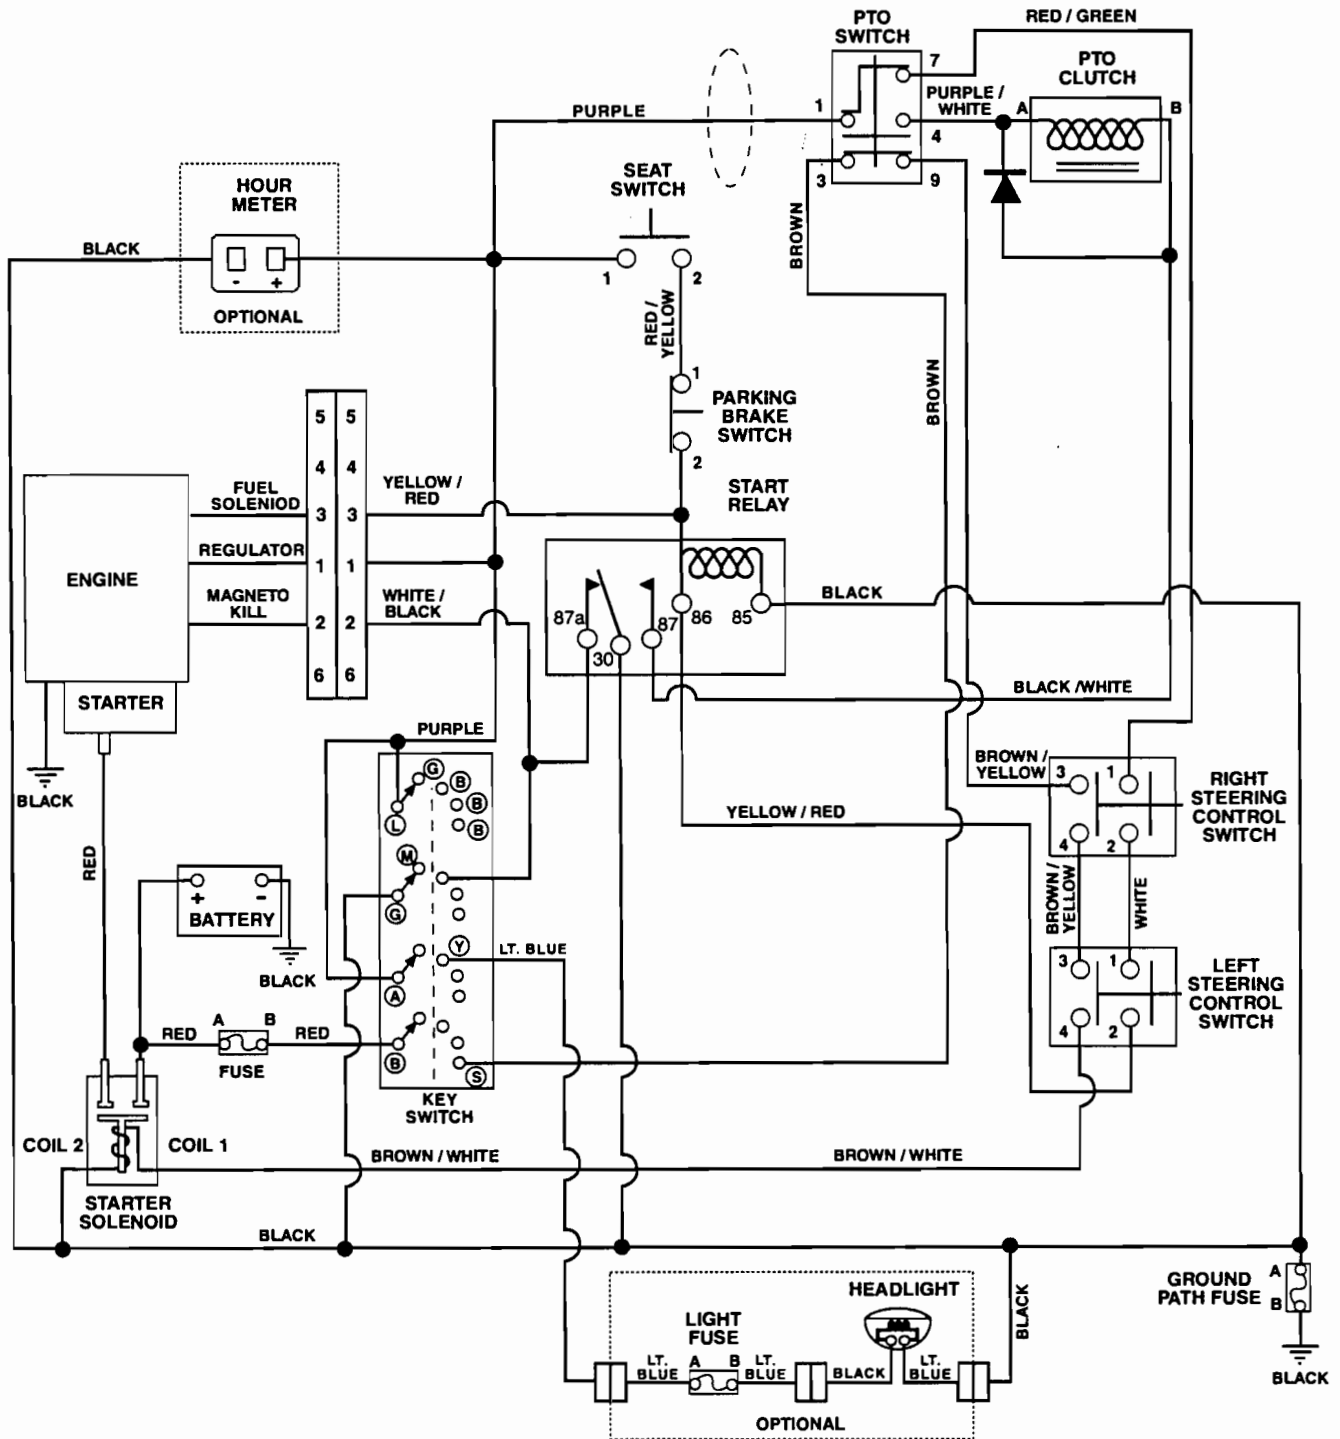 RED / GREEN
PTO
SWITCH
7
PTO
CLUTCH
PURPLE /
WHITE
A
B
1
PURPLE
4
3
9
SEAT
SWITCH
HOUR
METER
BROWN
BLACK
1
2
-
+
OPTIONAL
RED /
YELLOW
1
PARKING
BRAKE
SWITCH
2
BROWN
5
5
4
4
YELLOW /
RED
START
RELAY
FUEL
SOLENIOD
3
3
REGULATOR
1
1
ENGINE
MAGNETO
KILL
WHITE /
BLACK
2
2
BLACK
87a
30
87
86
85
6
6
BLACK /WHITE
STARTER
PURPLE
BROWN /
YELLOW
3
1
RIGHT
STEERING
CONTROL
SWITCH
4
2
BLACK
G
B
B
B
L
YELLOW / RED
RED
M
G
BROWN /
YELLOW
WHITE
+
-
BATTERY
Y
LT. BLUE
3
1
LEFT
STEERING
CONTROL
SWITCH
4
2
BLACK
A
A
B
RED
RED
FUSE
B
S
KEY
SWITCH
COIL 2
COIL 1
BROWN / WHITE
BROWN / WHITE
STARTER
SOLENOID
BLACK
GROUND
PATH FUSE
A
B
BLACK
HEADLIGHT
BLACK
LIGHT
FUSE
LT.
BLUE
A
B
LT.
BLUE
BLACK
LT.
BLUE
OPTIONAL